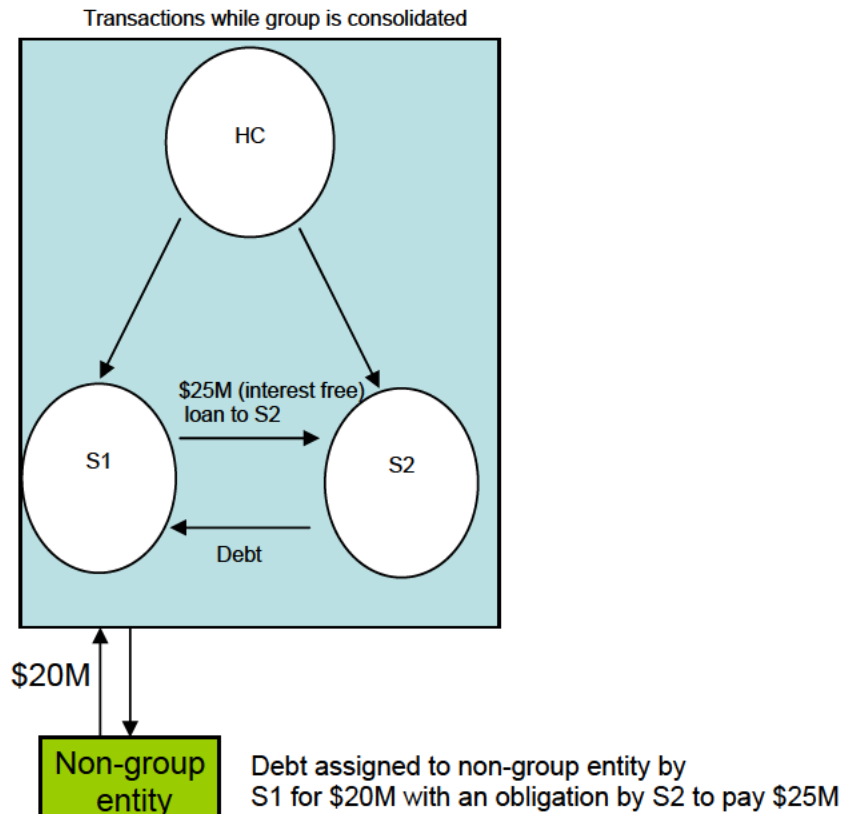 Transactions while group is consolidated
HC
$25M (interest free)
loan to S2
S1
S2
Debt
$20M
Non-group
entity
Debt assigned to non-group entity by
S1 for $20M with an obligation by S2 to pay $25M